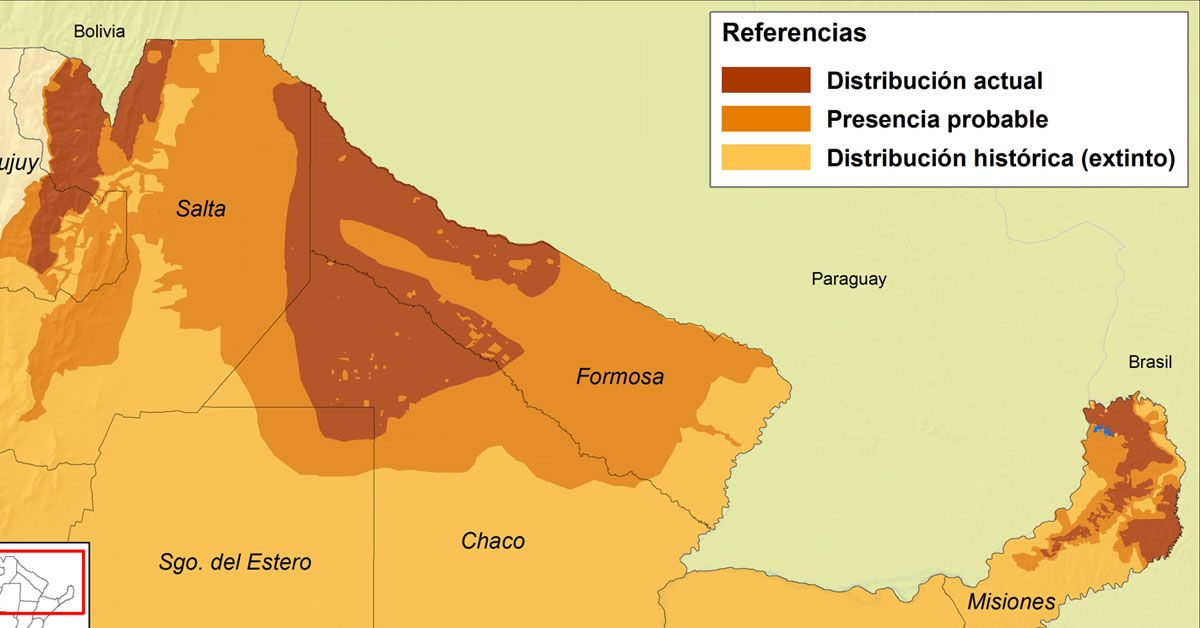 Bolivia
Referencias
Distribución actual
Presencia probable
Distribución histórica (extinto)
ujuy
Salta
Paraguay
Brasil
Formosa
Chaco
Sgo. del Estero
Misiones